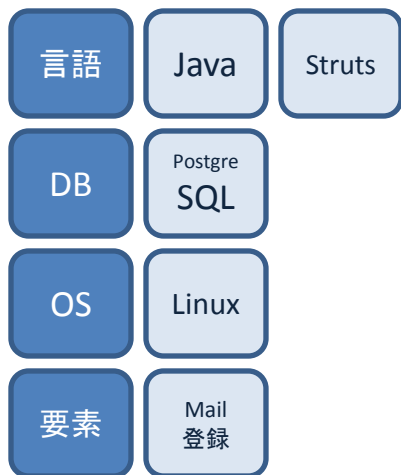 言語
Java
Struts
DB
Postgre
SQL
OS
Linux
要素
Mail
登録